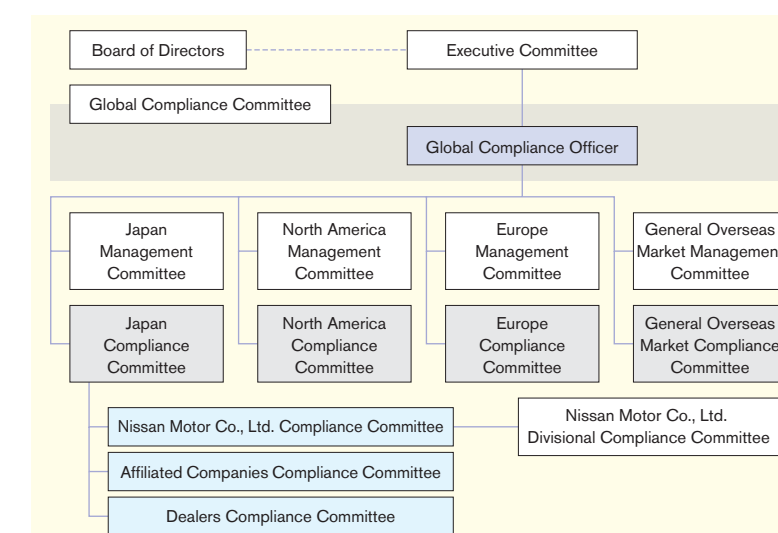 Board of Directors
Executive Committee
Global Compliance Committee
Global Compliance Officer
Japan
Management
Committee
North America
Management
Committee
Europe
Management
Committee
General Overseas
Market Managemen
Committee
Japan
Compliance
Committee
North America
Compliance
Committee
Europe
Compliance
Committee
General Overseas
Market Compliance
Committee
Nissan Motor Co., Ltd. Compliance Committee
Nissan Motor Co., Ltd.
Divisional Compliance Committee
Affiliated Companies Compliance Committee
Dealers Compliance Committee